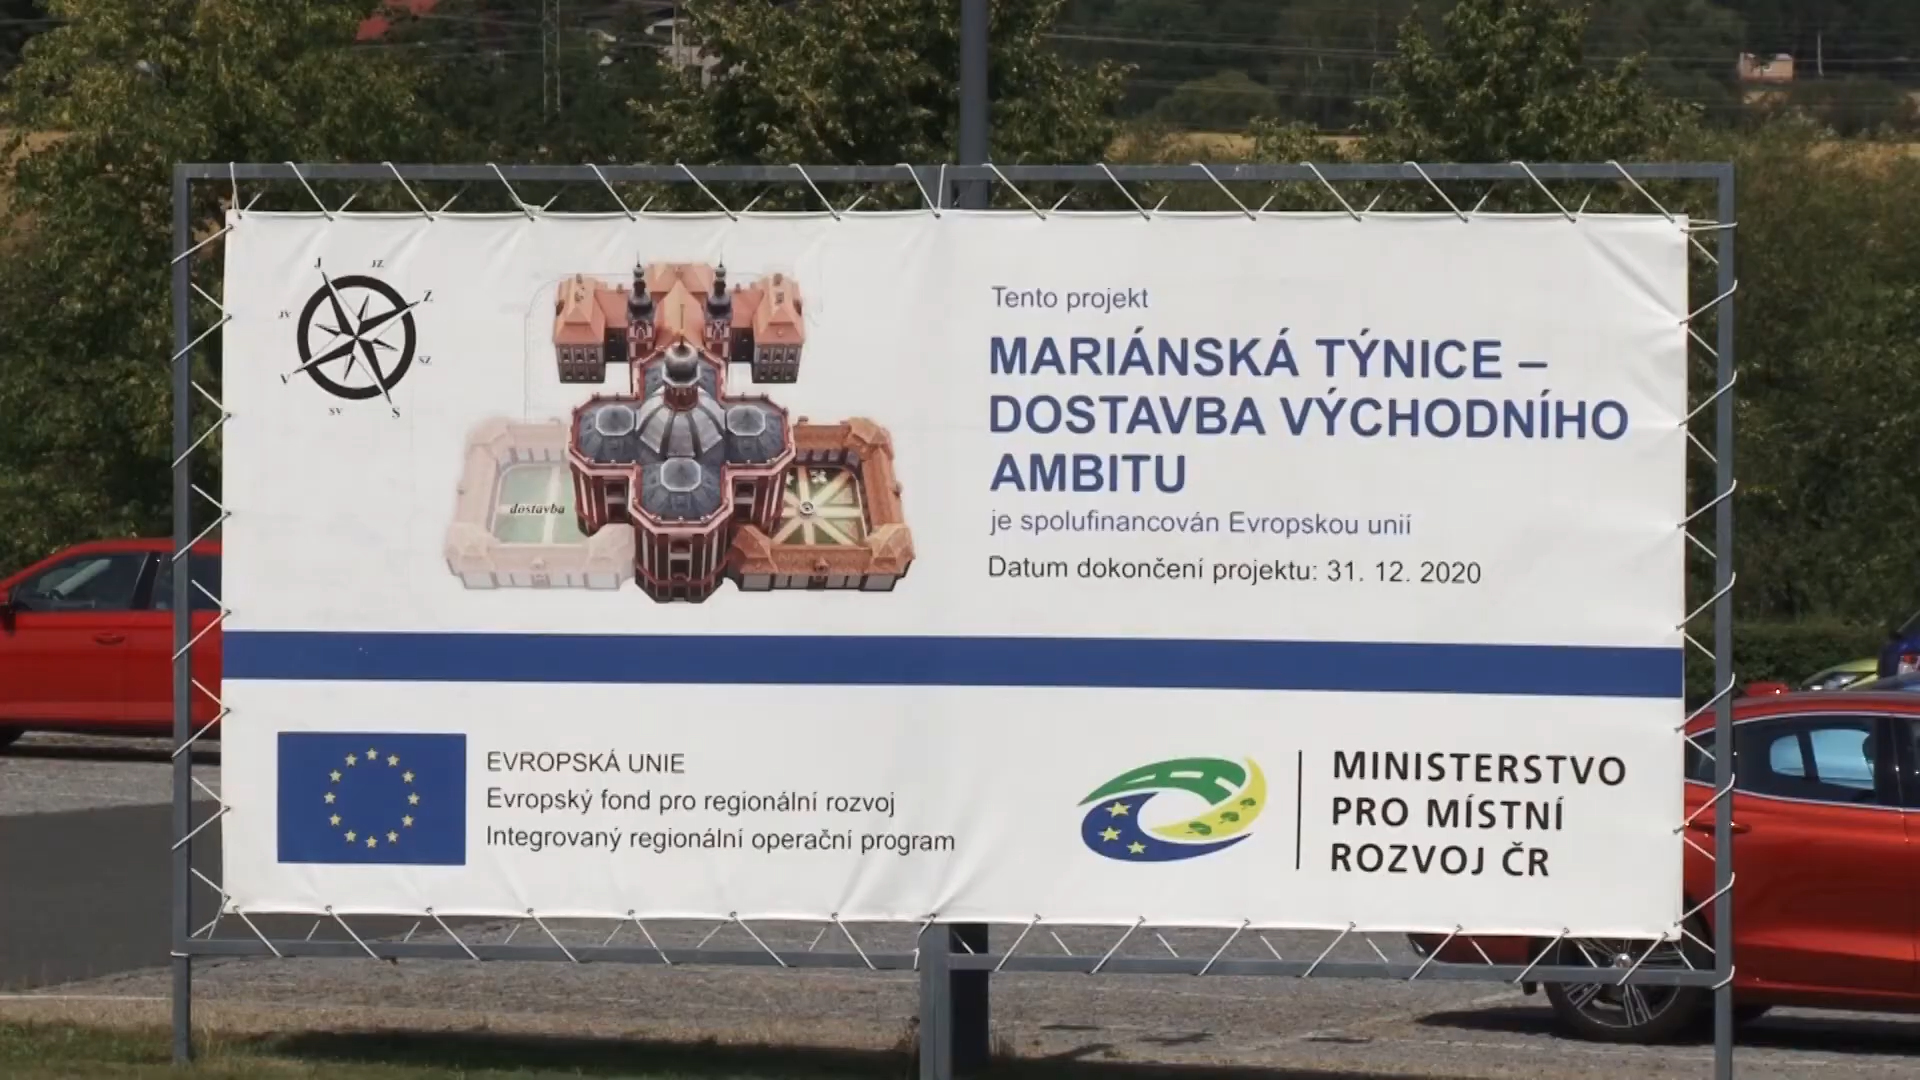 J
JZ
Z
SZ
S
SV
V
JV
dostavba
Tento projekt
MARIÁNSKÁ TÝNICE –
DOSTAVBA VÝCHODNÍHO
AMBITU
je spolufinancován Evropskou unií
Datum dokončení projektu: 31. 12. 2020
EVROPSKÁ UNIE
Evropský fond pro regionální rozvoj
Integrovaný regionální operační program
MINISTERSTVO
PRO MÍSTNÍ
ROZVOJ ČR